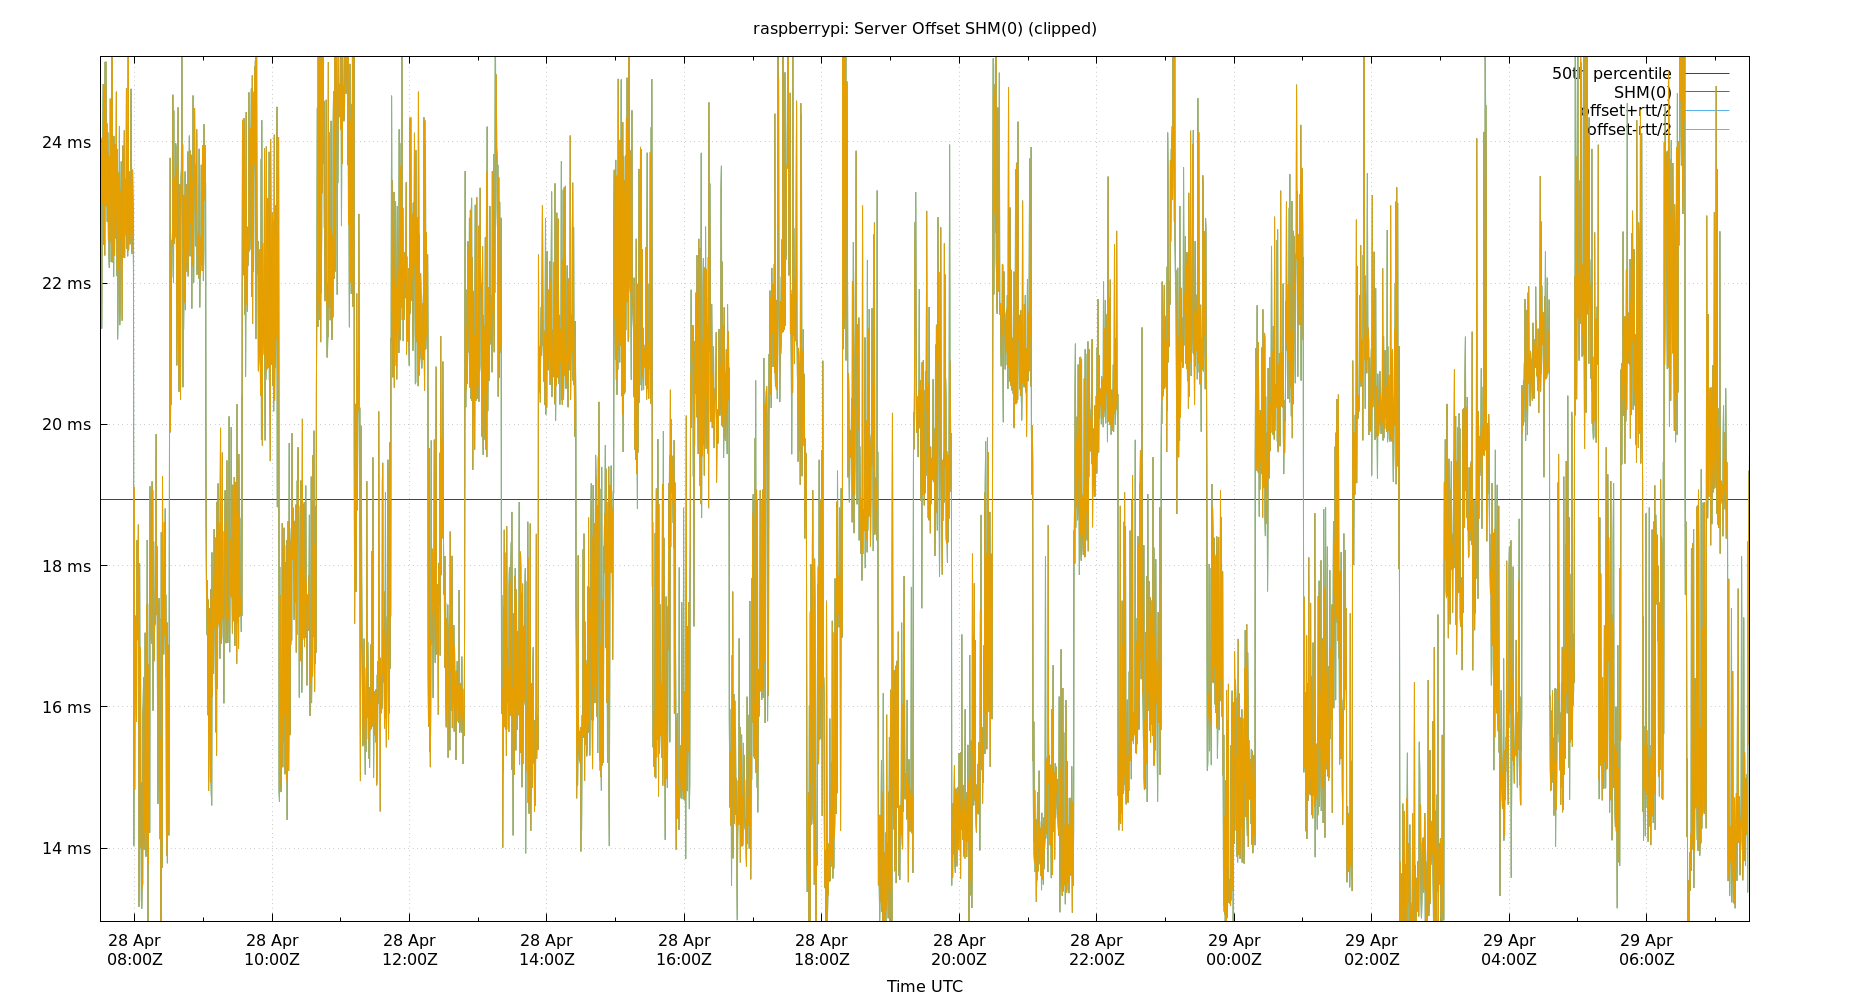 raspberrypi: Server Offset SHM(0) (clipped)
50th percentile
SHM(0)
offset+rtt/2
offset-rtt/2
24 ms
22 ms
20 ms
18 ms
16 ms
14 ms
28 Apr 28 Apr 28 Apr 28 Apr 28 Apr 28 Apr 28 Apr 28 Apr 29 Apr 29 Apr 29 Apr 29 Apr
08:00Z 10:00Z 12:00Z 14:00Z 16:00Z 18:00Z 20:00Z 22:00Z 00:00Z 02:00Z 04:00Z 06:00Z
Time UTC